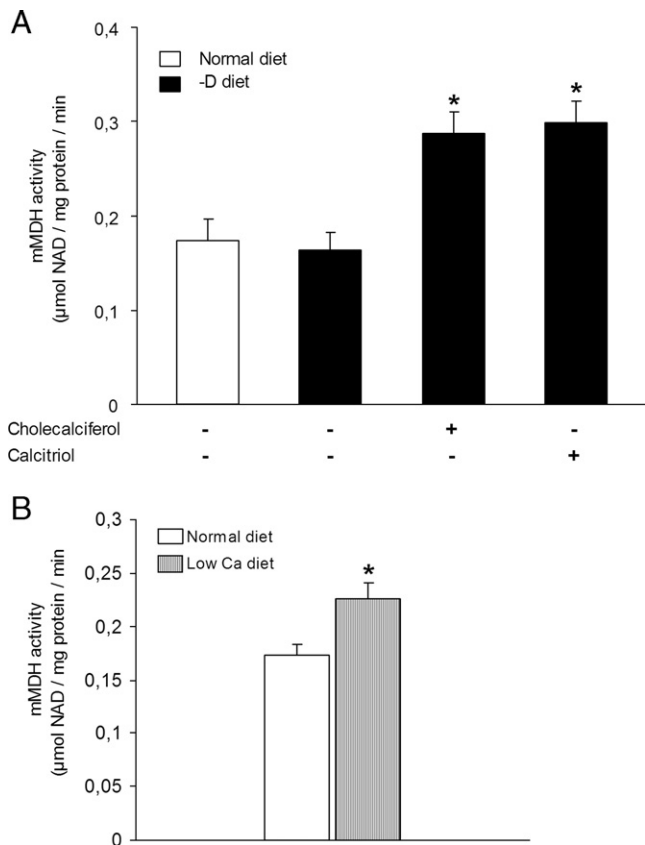 A
0,4
0,3
0,2
0,1
0
mMDH activity
(µmol NAD / mg protein / min
Normal diet
-D diet
*
*
Cholecalciferol - - + -
Calcitriol - - - +
B
0,3
0,25
0,2
0,15
0,1
0,05
0
mMDH activity
(µmol NAD / mg protein / min
Normal diet
Low Ca diet
*